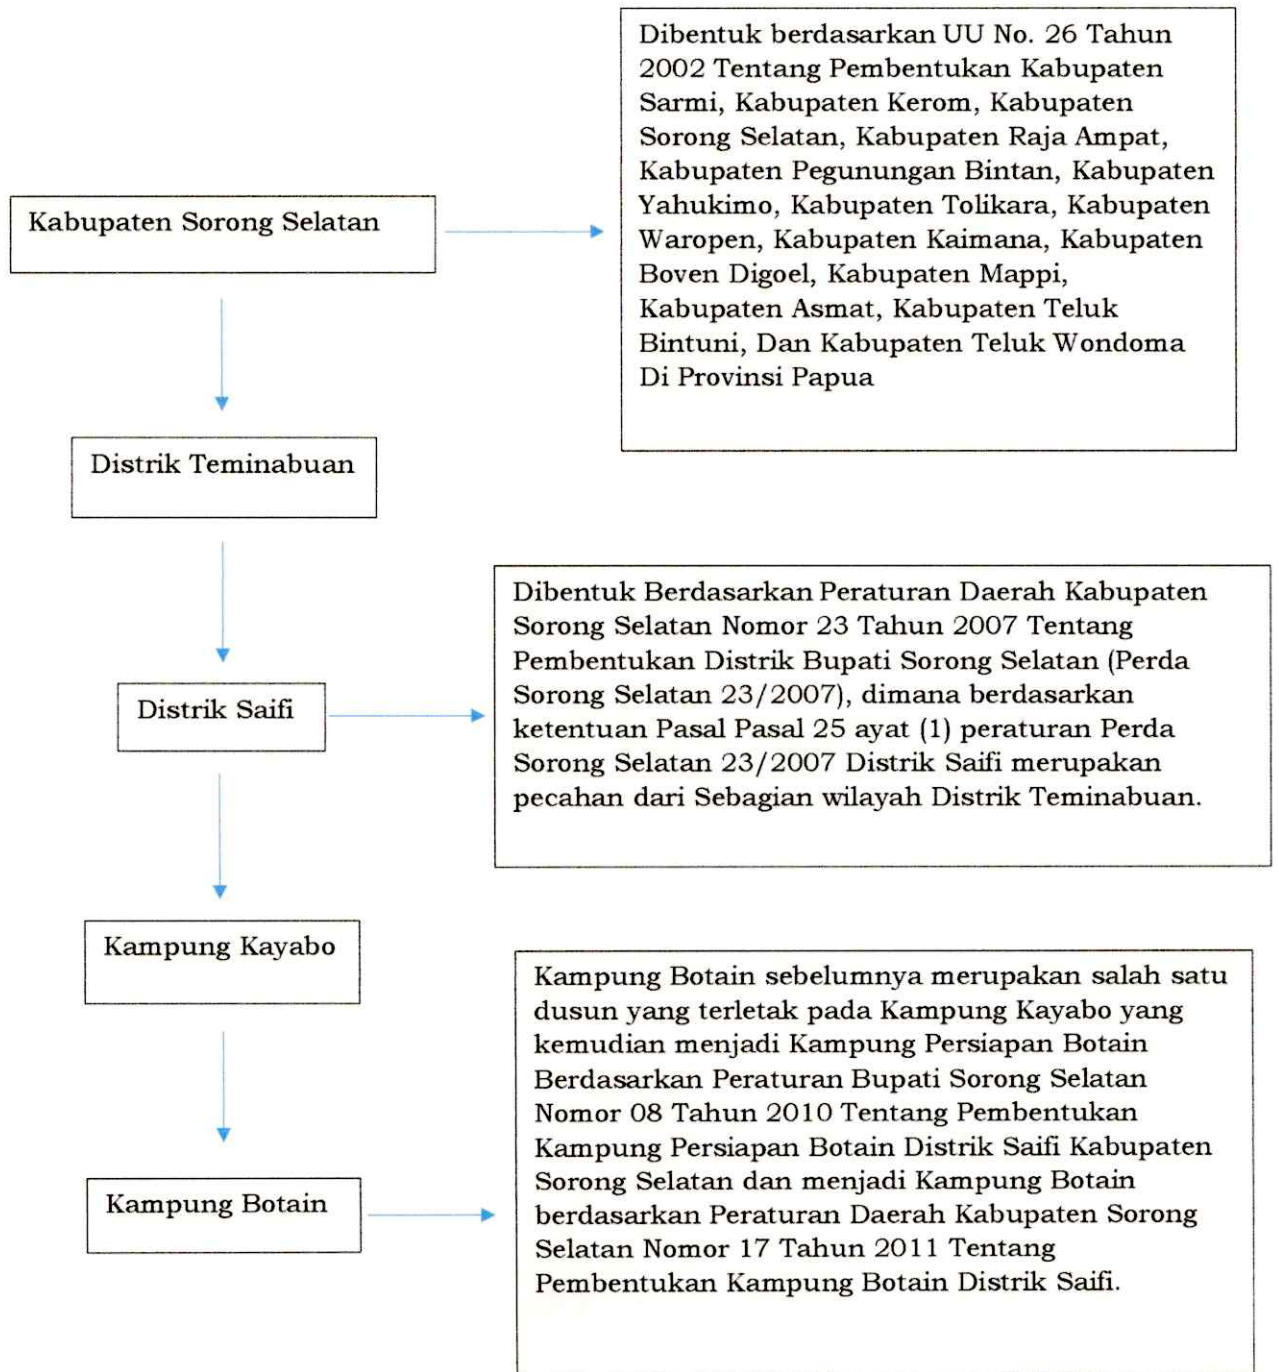 Dibentuk berdasarkan UU No. 26 Tahun
2002 Tentang Pembentukan Kabupaten
Sarmi, Kabupaten Kerom, Kabupaten
Sorong Selatan, Kabupaten Raja Ampat,
Kabupaten Pegunungan Bintan, Kabupaten
Yahukimo, Kabupaten Tolikara, Kabupaten
Waropen, Kabupaten Kaimana, Kabupaten
Boven Digoel, Kabupaten Mappi,
Kabupaten Asmat, Kabupaten Teluk
Bintuni, Dan Kabupaten Teluk Wondoma
Di Provinsi Papua
Kabupaten Sorong Selatan
Distrik Teminabuan
Distrik Saifi
Dibentuk Berdasarkan Peraturan Daerah Kabupaten
Sorong Selatan Nomor 23 Tahun 2007 Tentang
Pembentukan Distrik Bupati Sorong Selatan (Perda
Sorong Selatan 23/2007), dimana berdasarkan
ketentuan Pasal Pasal 25 ayat (1) peraturan Perda
Sorong Selatan 23/2007 Distrik Saifi merupakan
pecahan dari Sebagian wilayah Distrik Teminabuan.
Kampung Kayabo
Kampung Botain
Kampung Botain sebelumnya merupakan salah satu
dusun yang terletak pada Kampung Kayabo yang
kemudian menjadi Kampung Persiapan Botain
Berdasarkan Peraturan Bupati Sorong Selatan
Nomor 08 Tahun 2010 Tentang Pembentukan
Kampung Persiapan Botain Distrik Saifi Kabupaten
Sorong Selatan dan menjadi Kampung Botain
berdasarkan Peraturan Daerah Kabupaten Sorong
Selatan Nomor 17 Tahun 2011 Tentang
Pembentukan Kampung Botain Distrik Saifi.